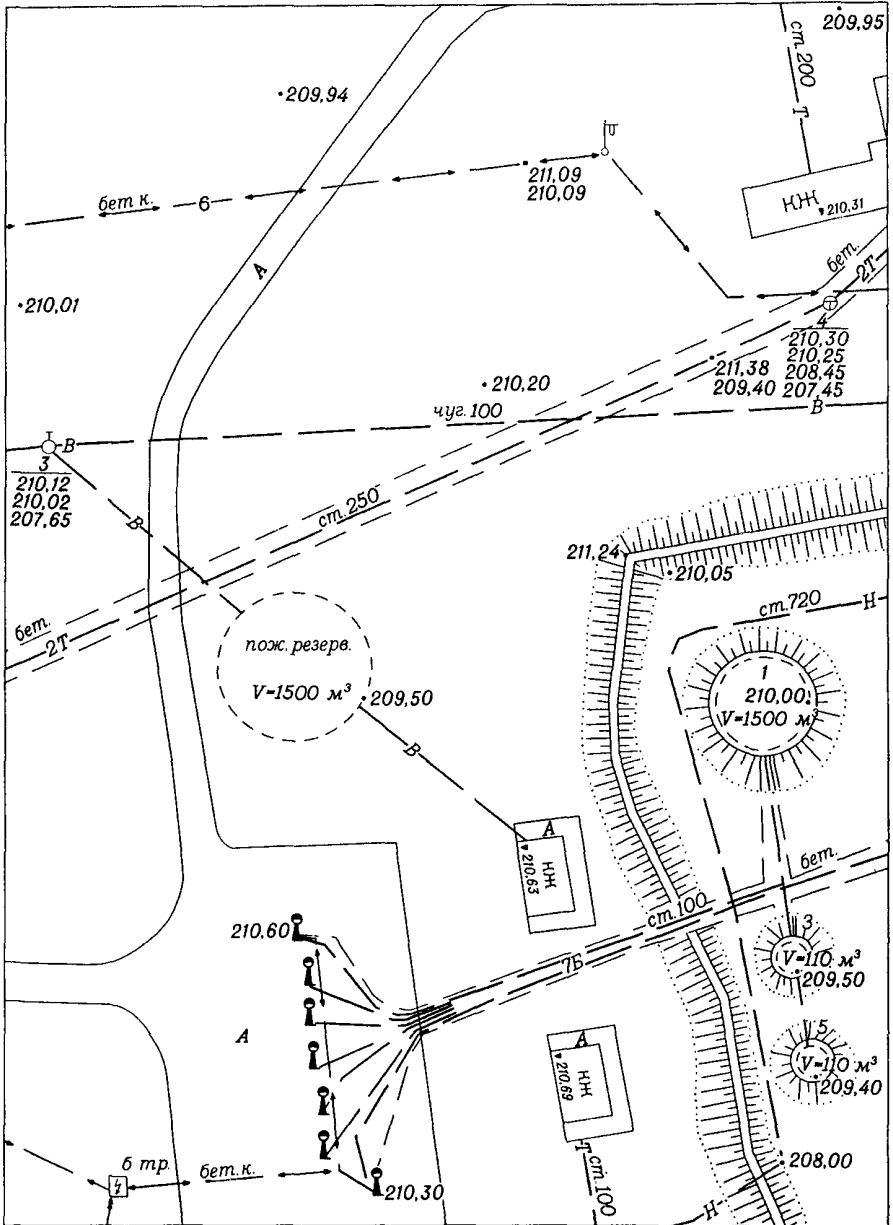 209,95
ст.200
Т
209,94
211,09
210,09
КЖ
210.31
бет к.
6
А
бет.
2Т
210,01
4
210,30
210,25
208,45
207,45
211,38
209,40
210,20
чуг.100
В
В
3
210,12
210,02
207,65
В
ст.250
211,24
210,05
ст.720
Н
бет.
2Т
пож. резерв.
V=1500 м³
209,50
1
210,00
V=1500 м³
В
А
КЖ
210.63
бет.
ст.100
7Б
210.60
3
V=110 м³
209,50
А
5
V=110 м³
209,40
А
КЖ
210.69
208,00
6 тр.
бет.к.
210,30
Т
ст.100
Н